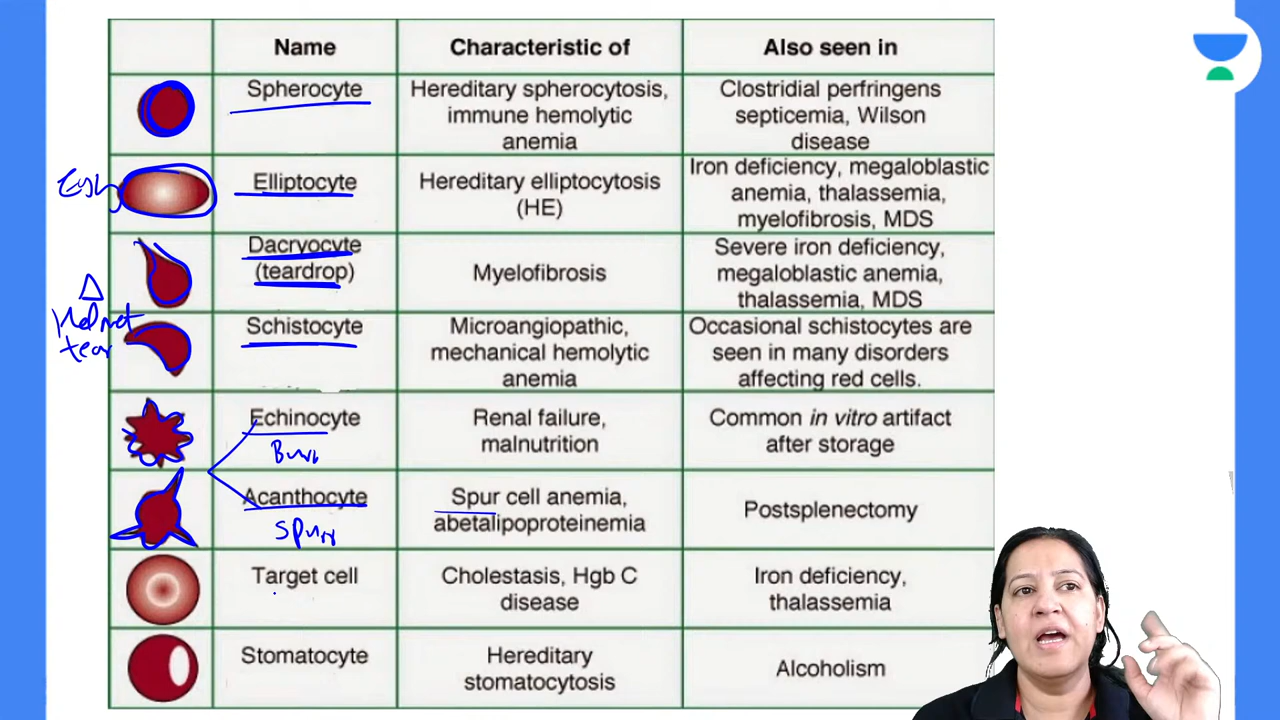 Name
Characteristic of
Also seen in
Spherocyte
Hereditary spherocytosis,
immune hemolytic
anemia
Clostridial perfringens
septicemia, Wilson
disease
Elliptocyte
Hereditary elliptocytosis
(HE)
Iron deficiency, megaloblastic
anemia, thalassemia,
myelofibrosis, MDS
Dacryocyte
(teardrop)
Myelofibrosis
Severe iron deficiency,
megaloblastic anemia,
thalassemia, MDS
Helmet
tear
Schistocyte
Microangiopathic,
mechanical hemolytic
anemia
Occasional schistocytes are
seen in many disorders
affecting red cells.
Echinocyte
Burr
Renal failure,
malnutrition
Common in vitro artifact
after storage
Acanthocyte
Spurr
Spur cell anemia,
abetalipoproteinemia
Postsplenectomy
Target cell
Cholestasis, Hgb C
disease
Iron deficiency,
thalassemia
Stomatocyte
Hereditary
stomatocytosis
Alcoholism